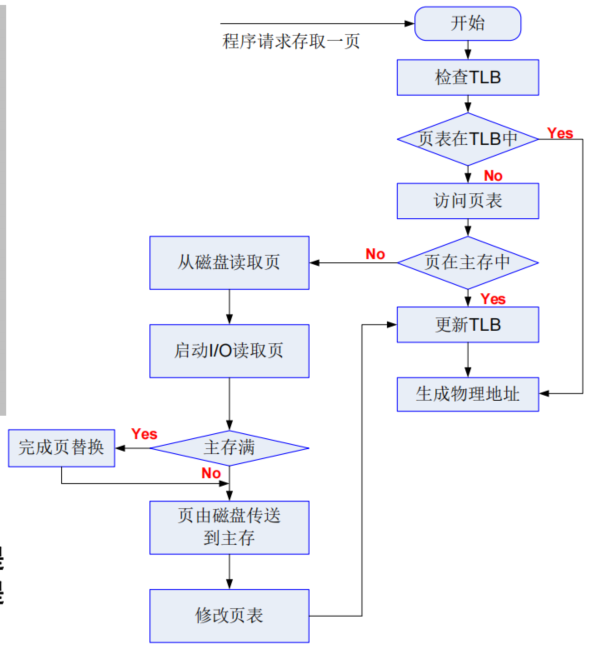 开始
程序请求存取一页
检查TLB
页表在TLB中
Yes
No
访问页表
页在主存中
No
Yes
从磁盘读取页
更新TLB
启动I/O读取页
生成物理地址
主存满
Yes
No
完成页替换
页由磁盘传送
到主存
修改页表